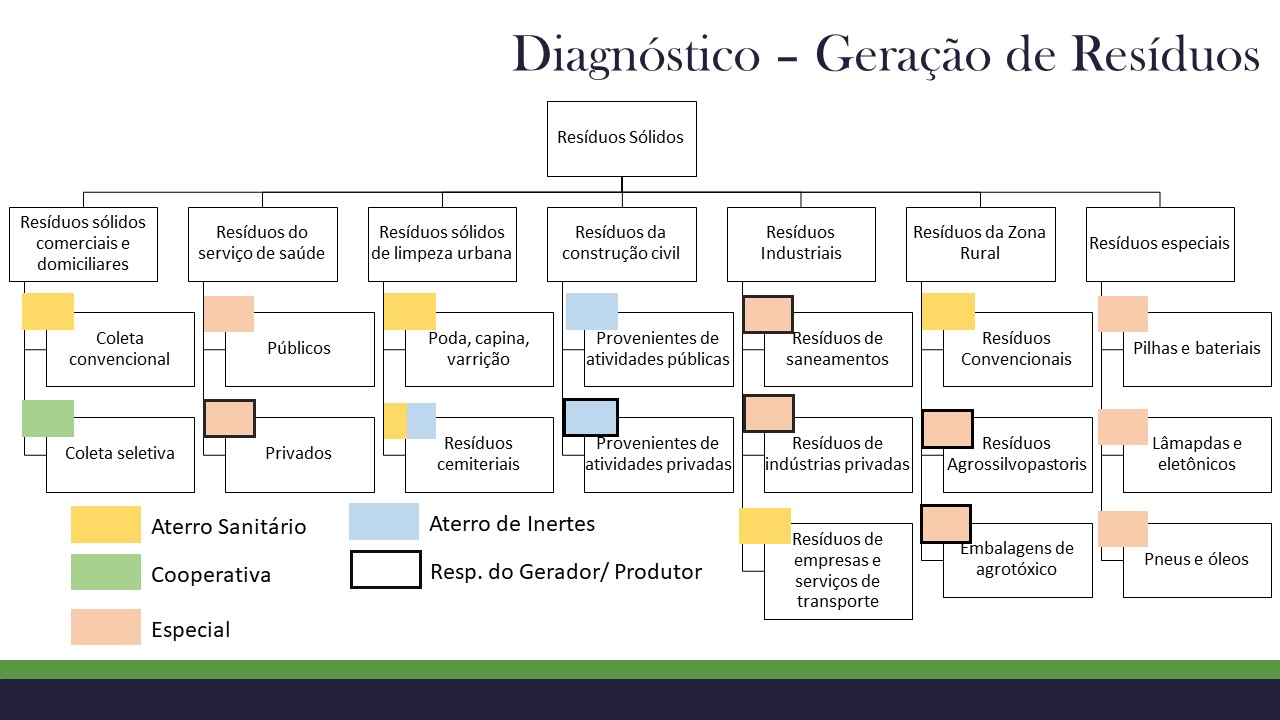 Diagnóstico – Geração de Resíduos
Resíduos Sólidos
Resíduos sólidos
comerciais e
domiciliares
Resíduos do
serviço de saúde
Resíduos sólidos
de limpeza urbana
Resíduos da
construção civil
Resíduos
Industriais
Resíduos da Zona
Rural
Resíduos especiais
Coleta
convencional
Públicos
Poda, capina,
varrição
Provenientes de
atividades públicas
Resíduos de
saneamentos
Resíduos
Convencionais
Pilhas e bateriais
Coleta seletiva
Privados
Resíduos
cemiteriais
Provenientes de
atividades privadas
Resíduos de
indústrias privadas
Resíduos
Agrossilvopastoris
Lâmapdas e
eletônicos
Resíduos de
empresas e
serviços de
transporte
Embalagens de
agrotóxico
Pneus e óleos
Aterro Sanitário
Aterro de Inertes
Cooperativa
Resp. do Gerador/ Produtor
Especial